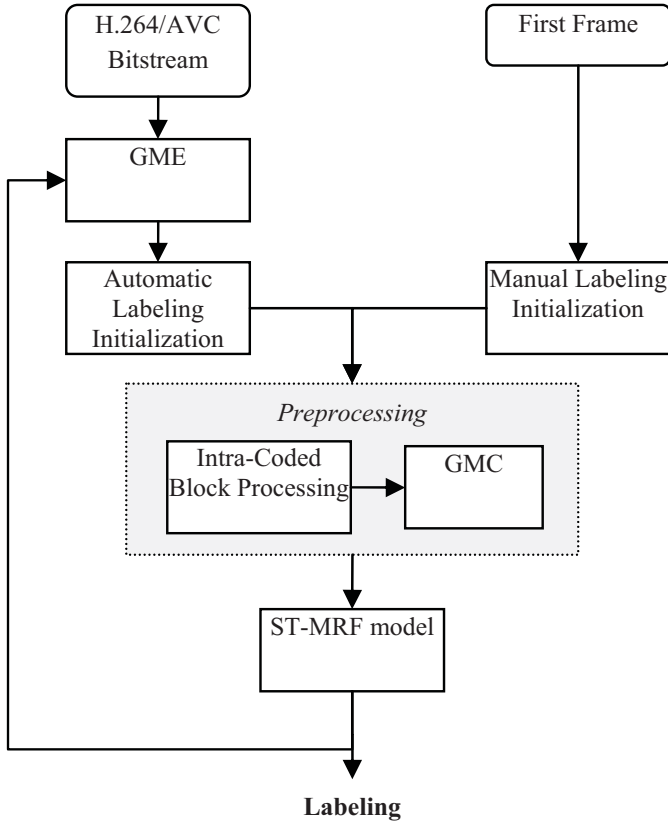 H.264/AVC
Bitstream
First Frame
GME
Automatic
Labeling
Initialization
Manual Labeling
Initialization
Preprocessing
Intra-Coded
Block Processing
GMC
ST-MRF model
Labeling